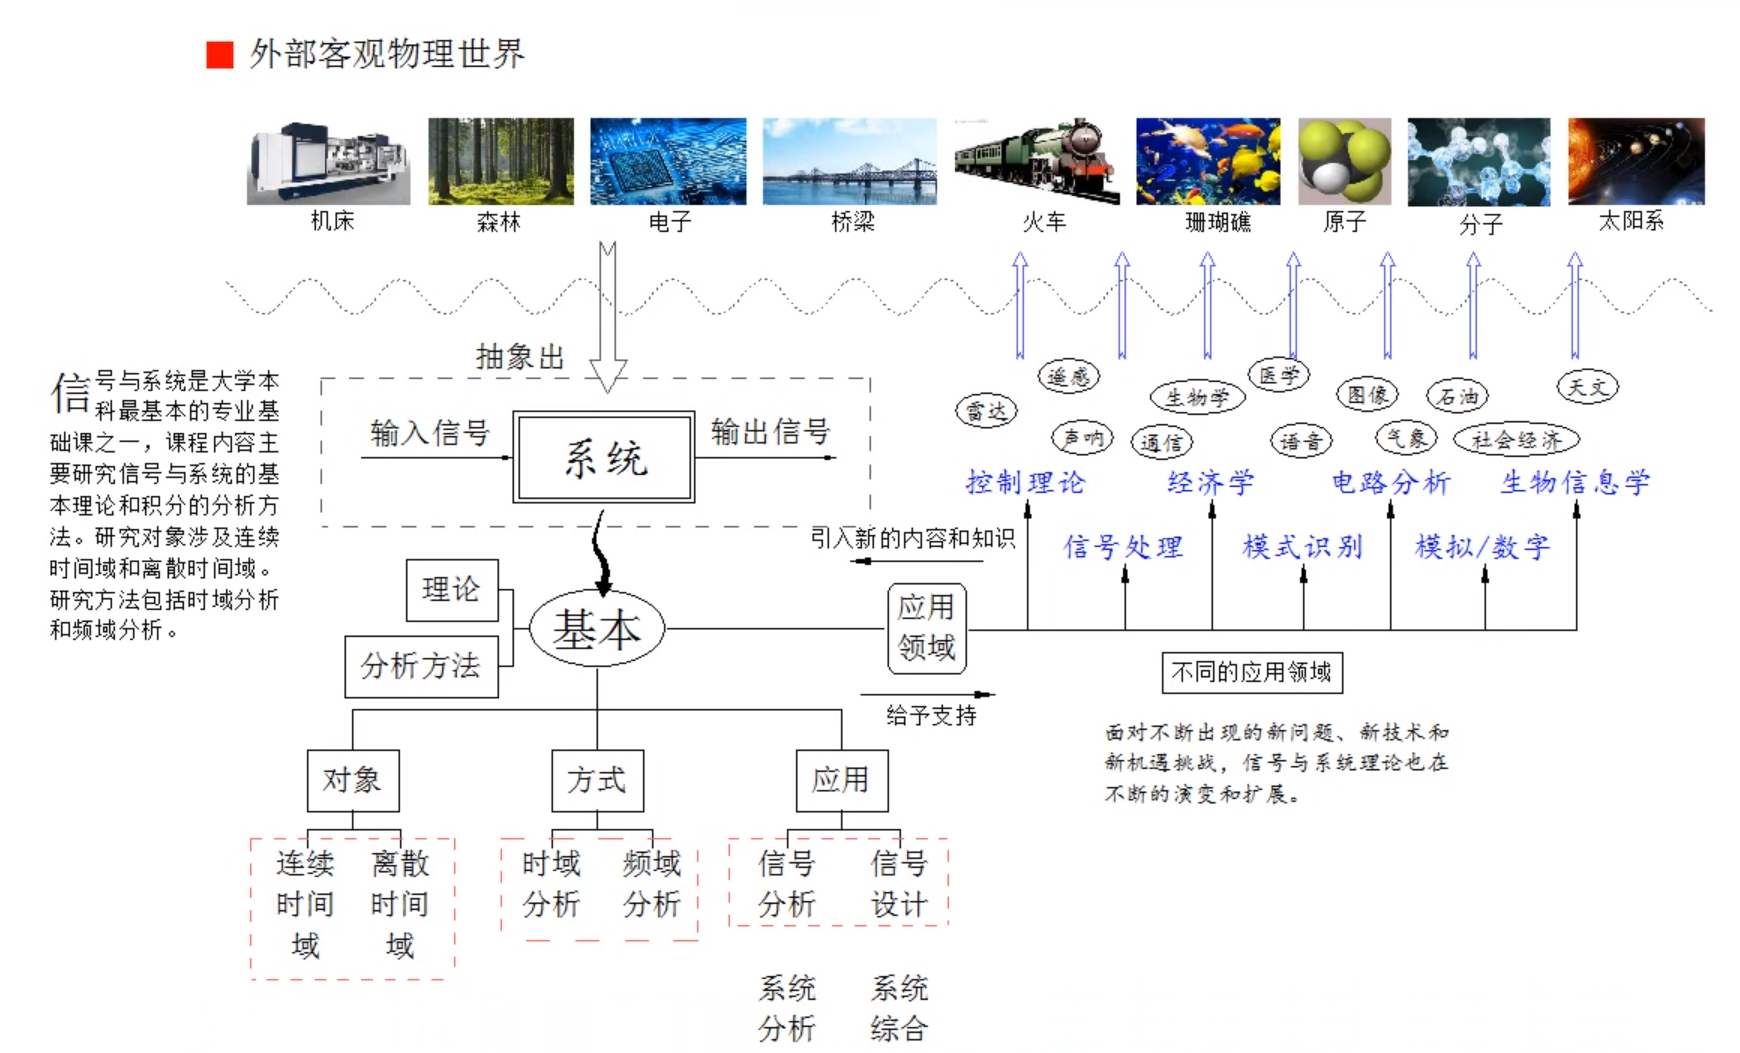 外部客观物理世界
机床
森林
电子
桥梁
火车
珊瑚礁
原子
分子
太阳系
抽象出
信号与系统是大学本
科最基本的专业基
础课之一，课程内容主
要研究信号与系统的基
本理论和积分的分析方
法。研究对象涉及连续
时间域和离散时间域。
研究方法包括时域分析
和频域分析。
输入信号
系统
输出信号
遥感
医学
生物学
图像
石油
天文
雷达
声呐
通信
语音
气象
社会经济
控制理论
经济学
电路分析
生物信息学
引入新的内容和知识
信号处理
模式识别
模拟/数字
理论
基本
应用
领域
分析方法
不同的应用领域
给予支持
面对不断出现的新问题、新技术和
新机遇挑战，信号与系统理论也在
不断的演变和扩展。
对象
方式
应用
连续
时间
域
离散
时间
域
时域
分析
频域
分析
信号
分析
信号
设计
系统
分析
系统
综合